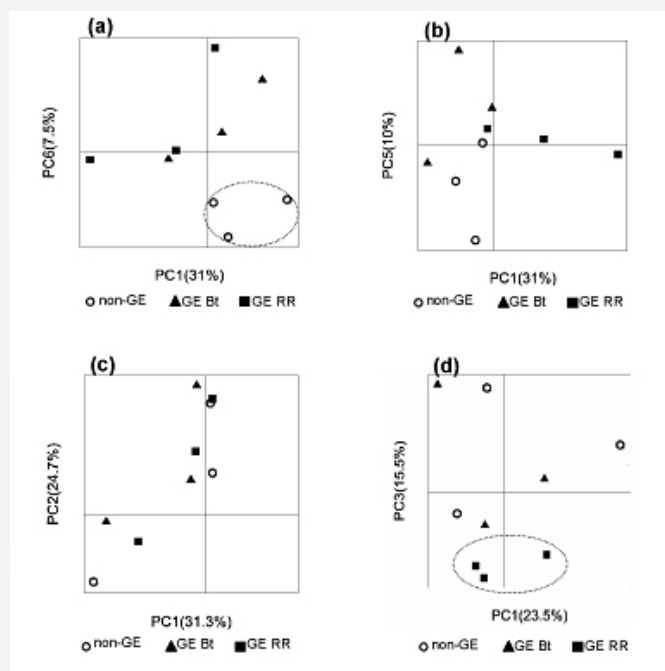 (a)
PC6(7.5%)
PC1(31%)
non-GE GE Bt GE RR
(b)
PC5(10%)
PC1(31%)
non-GE GE Bt GE RR
(c)
PC2(24.7%)
PC1(31.3%)
non-GE GE Bt GE RR
(d)
PC3(15.5%)
PC1(23.5%)
non-GE GE Bt GE RR